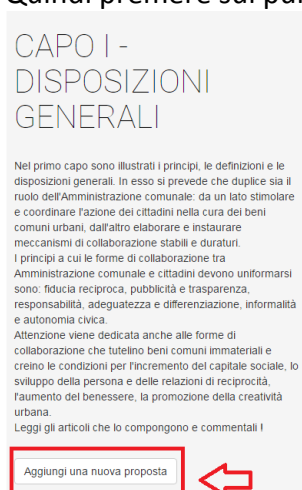 Quindi premere sul pul
CAPO I -
DISPOSIZIONI
GENERALI
Nel primo capo sono illustrati i principi, le definizioni e le
disposizioni generali. In esso si prevede che duplice sia il
ruolo dell'Amministrazione comunale: da un lato stimolare
e coordinare l'azione dei cittadini nella cura dei beni
comuni urbani, dall'altro elaborare e instaurare
meccanismi di collaborazione stabili e duraturi.
I principi a cui le forme di collaborazione tra
Amministrazione comunale e cittadini devono uniformarsi
sono: fiducia reciproca, pubblicità e trasparenza,
responsabilità, adeguatezza e differenziazione, informalità
e autonomia civica.
Attenzione viene dedicata anche alle forme di
collaborazione che tutelino beni comuni immateriali e
creino le condizioni per l'incremento del capitale sociale, lo
sviluppo della persona e delle relazioni di reciprocità,
l'aumento del benessere, la promozione della creatività
urbana.
Leggi gli articoli che lo compongono e commentali !
Aggiungi una nuova proposta